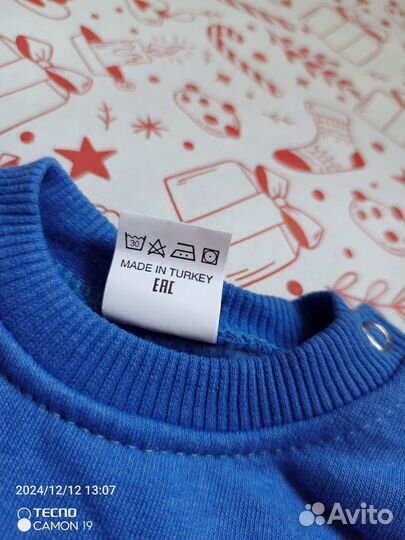 30
MADE IN TURKEY
EAC
2024/12/12 13:07
TECNO
CAMON 19
Avito